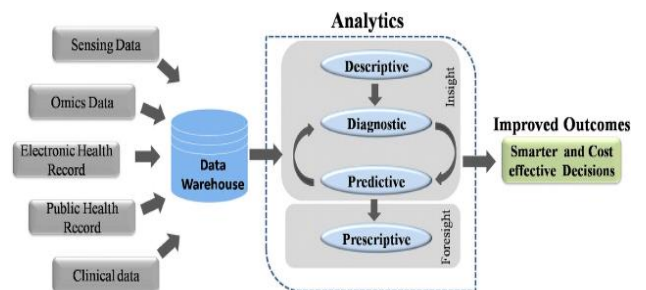 Analytics
Sensing Data
Omics Data
Electronic Health
Record
Public Health
Record
Clinical data
Data
Warehouse
Descriptive
Diagnostic
Predictive
Prescriptive
Insight
Foresight
Improved Outcomes
Smarter and Cost
effective Decisions